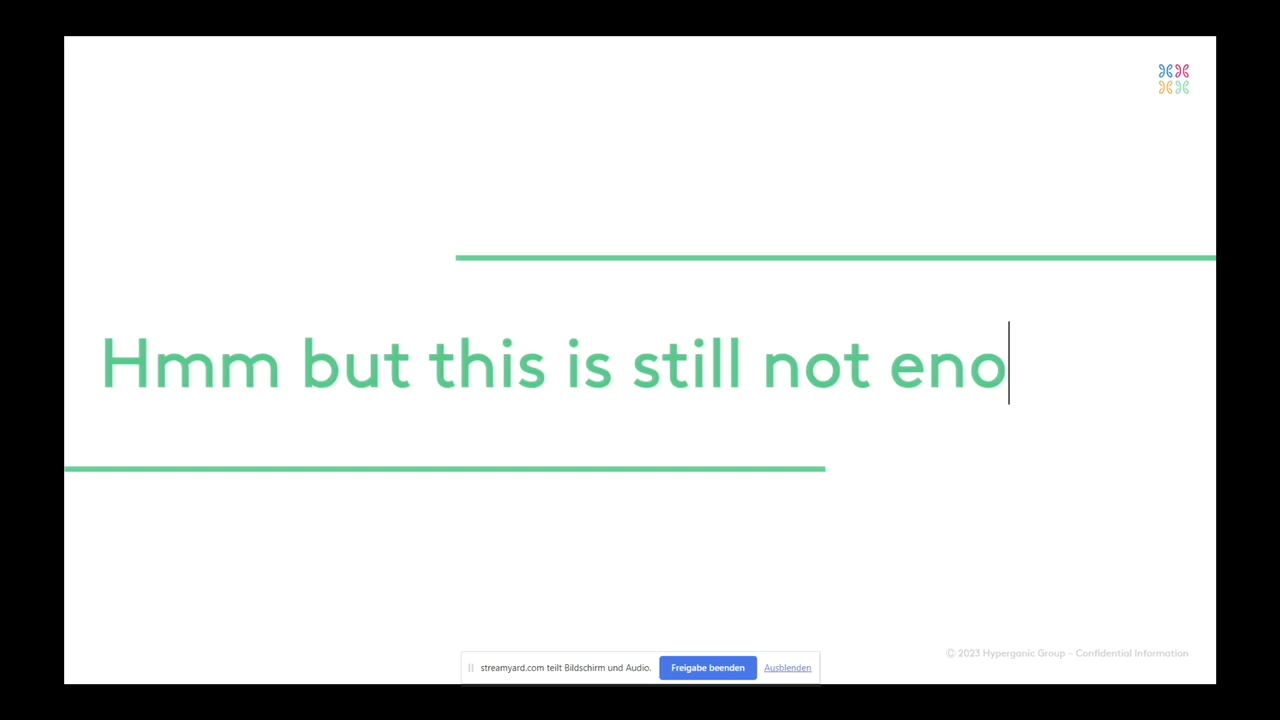 Hmm but this is still not eno
© 2023 Hyperganic Group – Confidential Information
streamyard.com teilt Bildschirm und Audio. Freigabe beenden Ausblenden